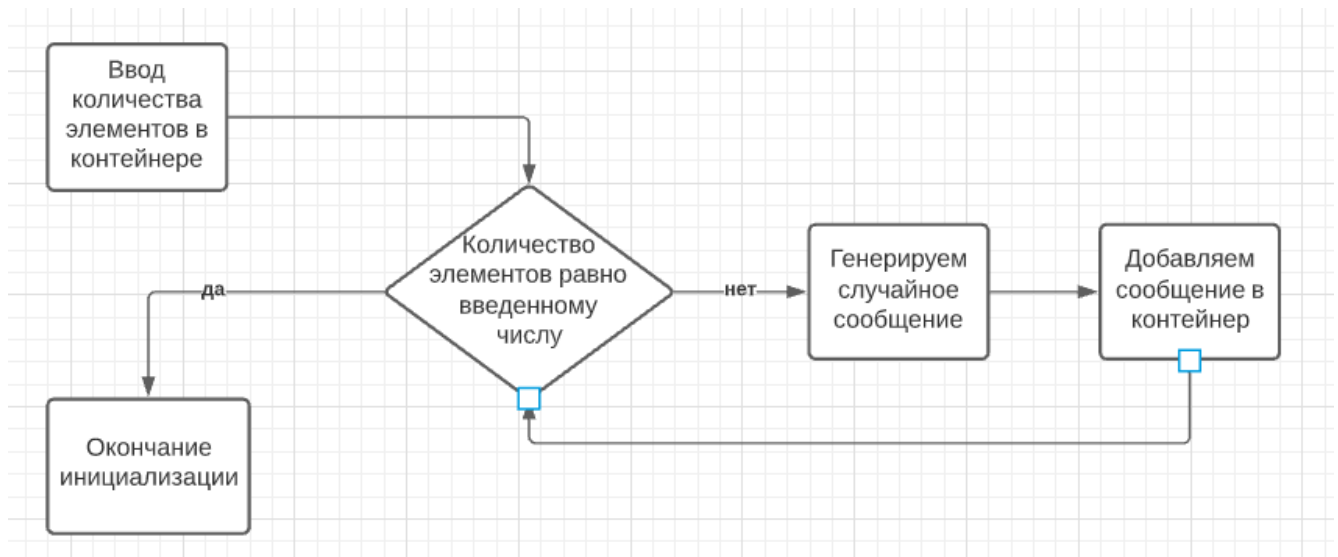 Ввод
количества
элементов в
контейнере
Количество
элементов равно
введенному
числу
да
нет
Генерируем
случайное
сообщение
Добавляем
сообщение в
контейнер
Окончание
инициализации